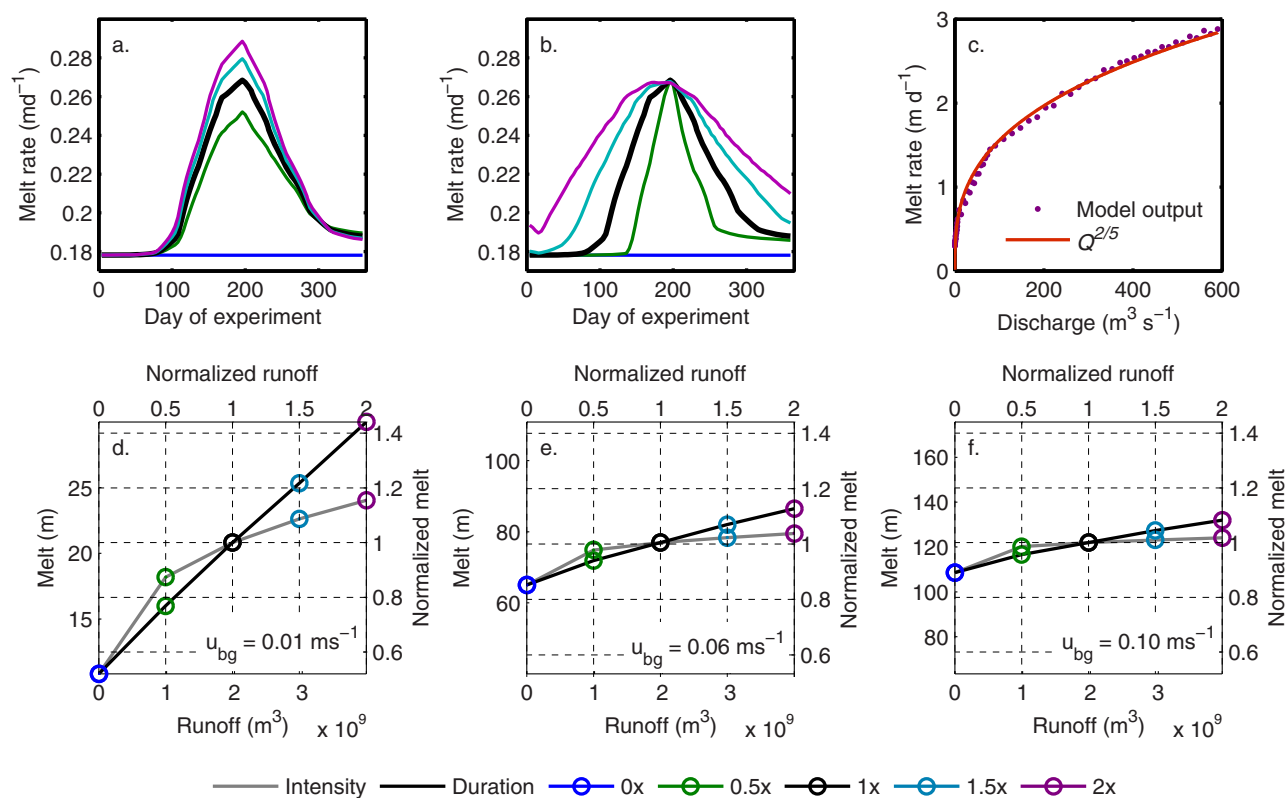 a.
0.28
0.26
0.24
0.22
0.2
0.18
Melt rate (md⁻¹)
0 100 200 300
Day of experiment
b.
0.28
0.26
0.24
0.22
0.2
0.18
Melt rate (md⁻¹)
0 100 200 300
Day of experiment
c.
3
2
1
0
Melt rate (m d⁻¹)
Model output
Q^2/5
0 200 400 600
Discharge (m³ s⁻¹)
Normalized runoff
0 0.5 1 1.5 2
d.
25
20
15
Melt (m)
1.4
1.2
1
0.8
0.6
Normalized melt
u_bg = 0.01 ms⁻¹
0 1 2 3
Runoff (m³) x 10⁹
Normalized runoff
0 0.5 1 1.5 2
e.
100
80
60
Melt (m)
1.4
1.2
1
0.8
0.6
Normalized melt
u_bg = 0.06 ms⁻¹
0 1 2 3
Runoff (m³) x 10⁹
Normalized runoff
0 0.5 1 1.5 2
f.
160
140
120
100
80
Melt (m)
1.4
1.2
1
0.8
0.6
Normalized melt
u_bg = 0.10 ms⁻¹
0 1 2 3
Runoff (m³) x 10⁹
Intensity Duration 0x 0.5x 1x 1.5x 2x